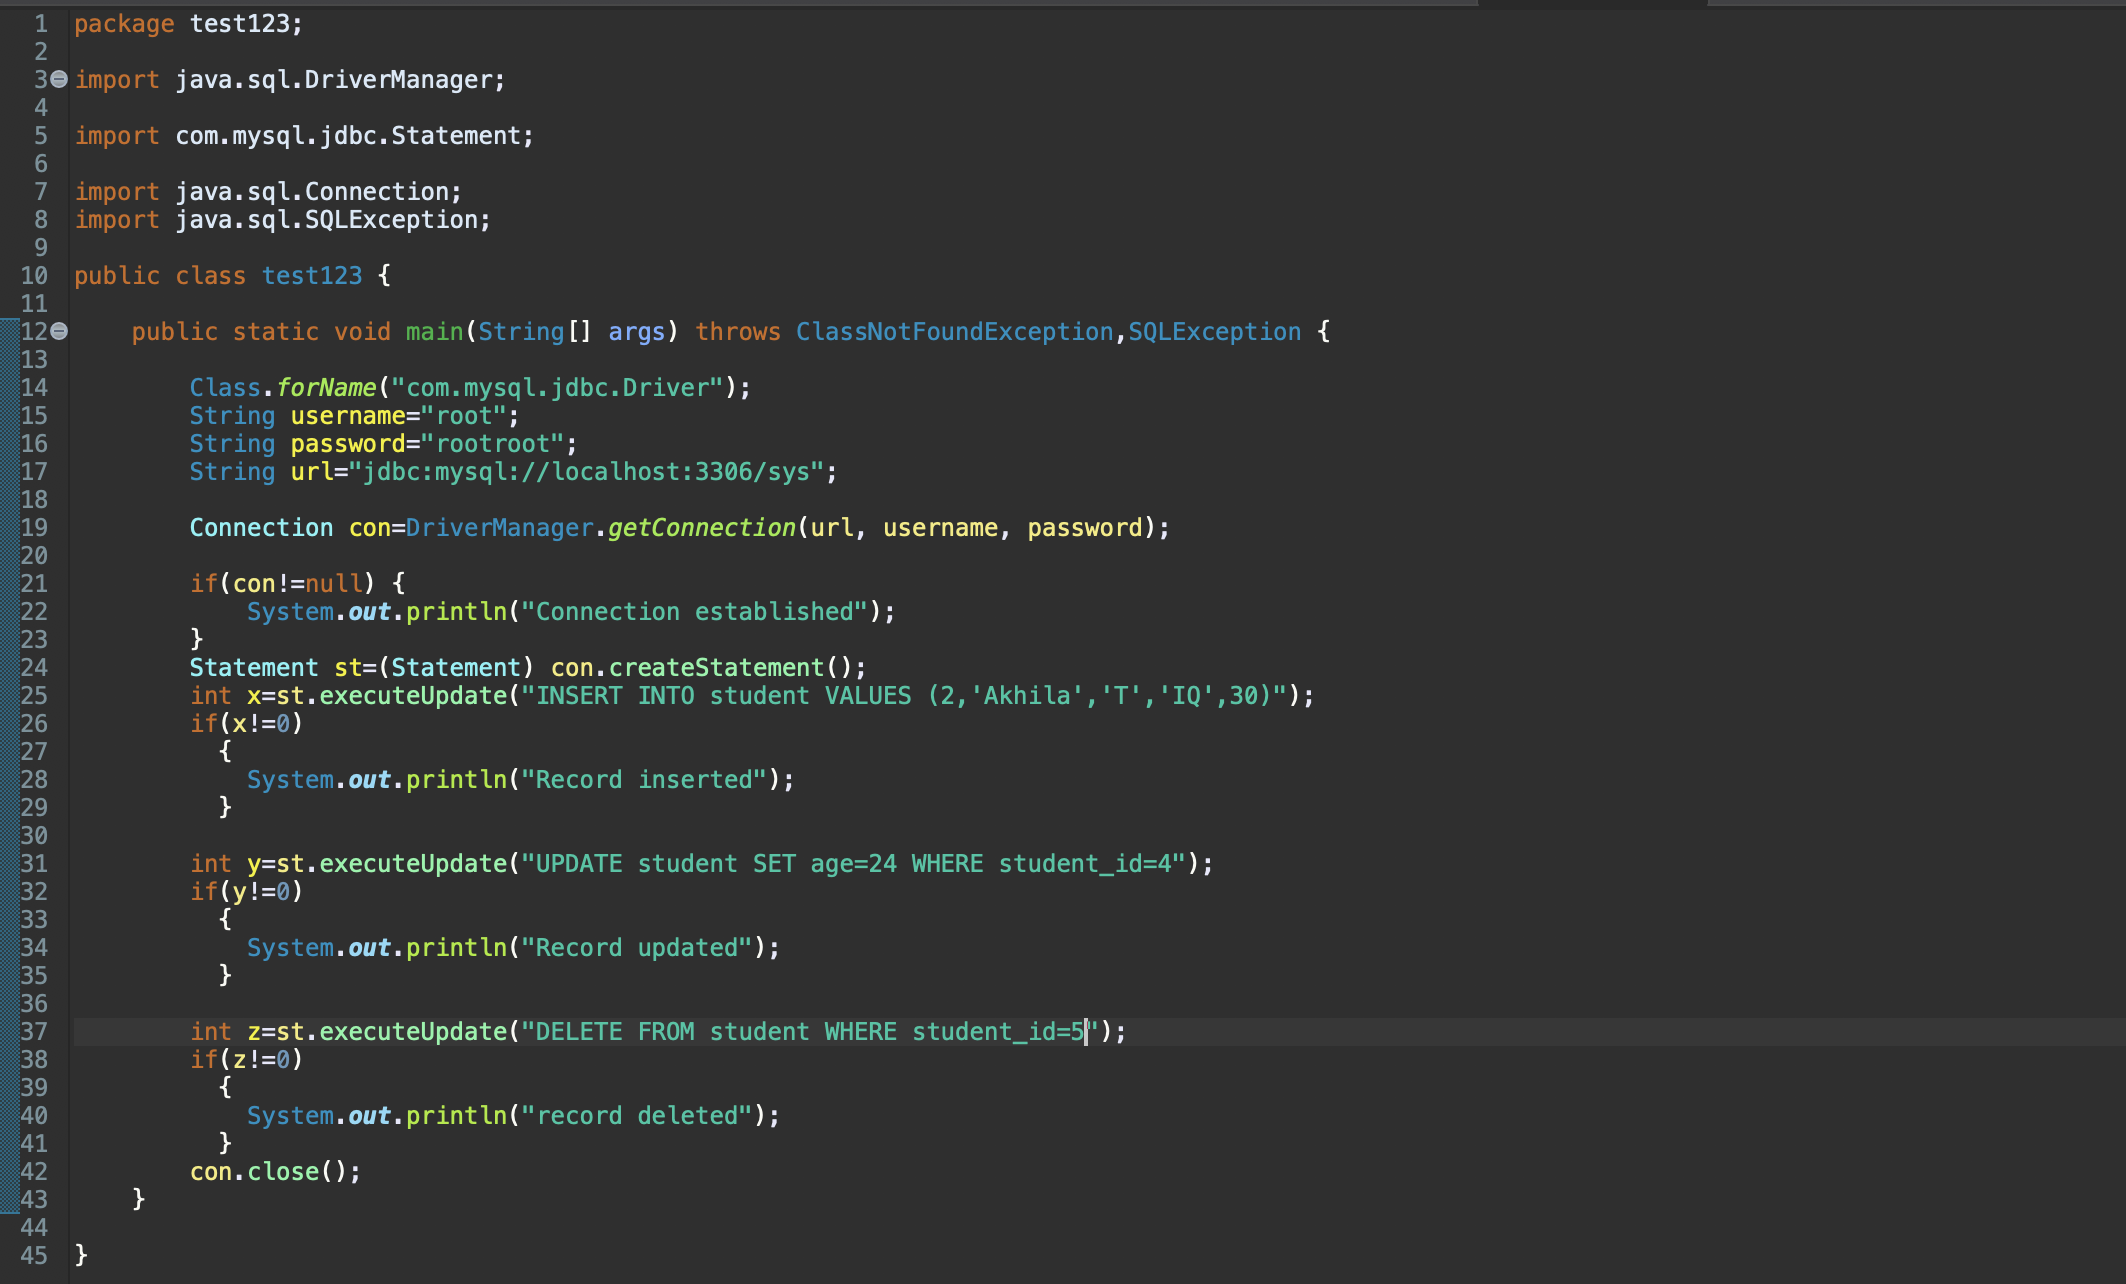 1 package test123;
2
3 import java.sql.DriverManager;
4
5 import com.mysql.jdbc.Statement;
6
7 import java.sql.Connection;
8 import java.sql.SQLException;
9
10 public class test123 {
11
12     public static void main(String[] args) throws ClassNotFoundException,SQLException {
13
14         Class.forName("com.mysql.jdbc.Driver");
15         String username="root";
16         String password="rootroot";
17         String url="jdbc:mysql://localhost:3306/sys";
18
19         Connection con=DriverManager.getConnection(url, username, password);
20
21         if(con!=null) {
22             System.out.println("Connection established");
23         }
24         Statement st=(Statement) con.createStatement();
25         int x=st.executeUpdate("INSERT INTO student VALUES (2,'Akhila','T','IQ',30)");
26         if(x!=0)
27           {
28             System.out.println("Record inserted");
29           }
30
31         int y=st.executeUpdate("UPDATE student SET age=24 WHERE student_id=4");
32         if(y!=0)
33           {
34             System.out.println("Record updated");
35           }
36
37         int z=st.executeUpdate("DELETE FROM student WHERE student_id=5");
38         if(z!=0)
39           {
40             System.out.println("record deleted");
41           }
42         con.close();
43     }
44
45 }